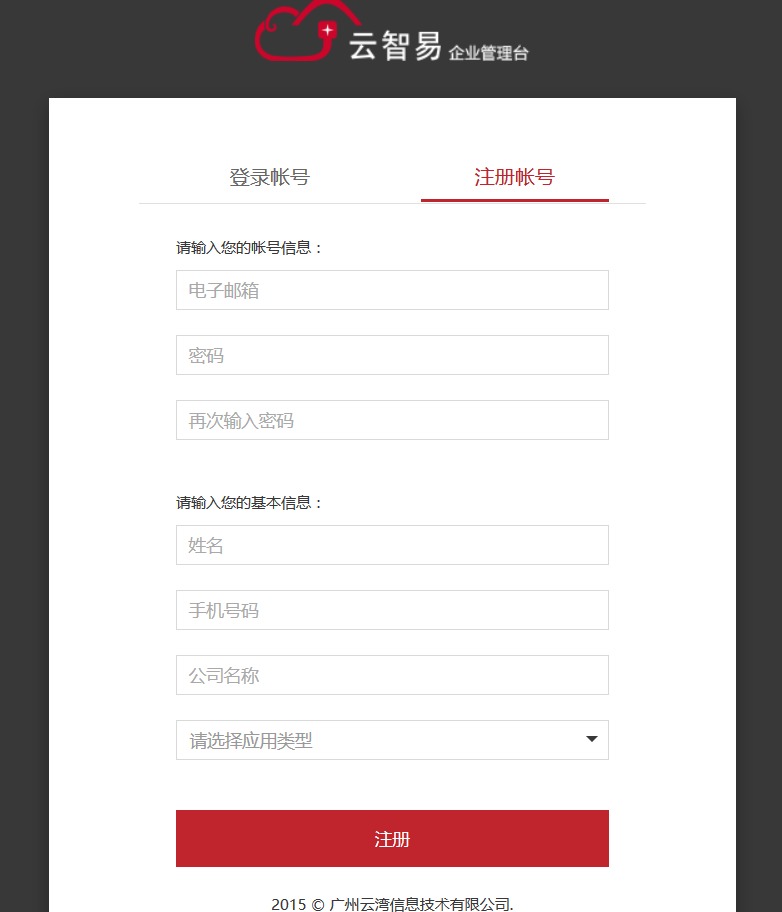 云智易 企业管理台
登录帐号 注册帐号
请输入您的帐号信息：
电子邮箱
密码
再次输入密码
请输入您的基本信息：
姓名
手机号码
公司名称
请选择应用类型
注册
2015 © 广州云湾信息技术有限公司.